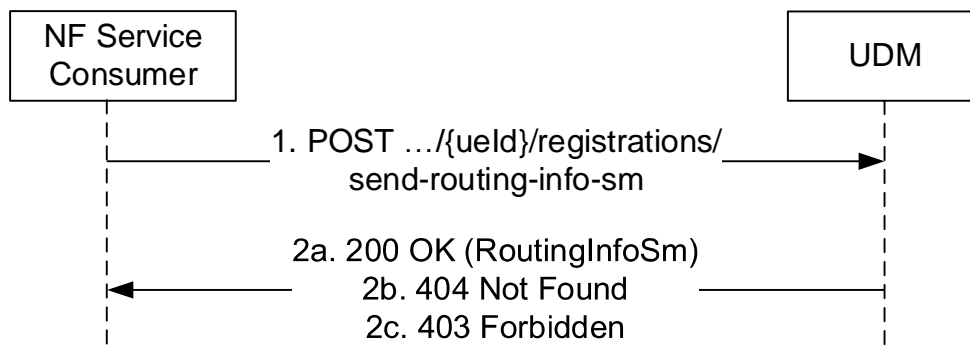 NF Service
Consumer
UDM
1. POST …/{ueId}/registrations/
send-routing-info-sm
2a. 200 OK (RoutingInfoSm)
2b. 404 Not Found
2c. 403 Forbidden